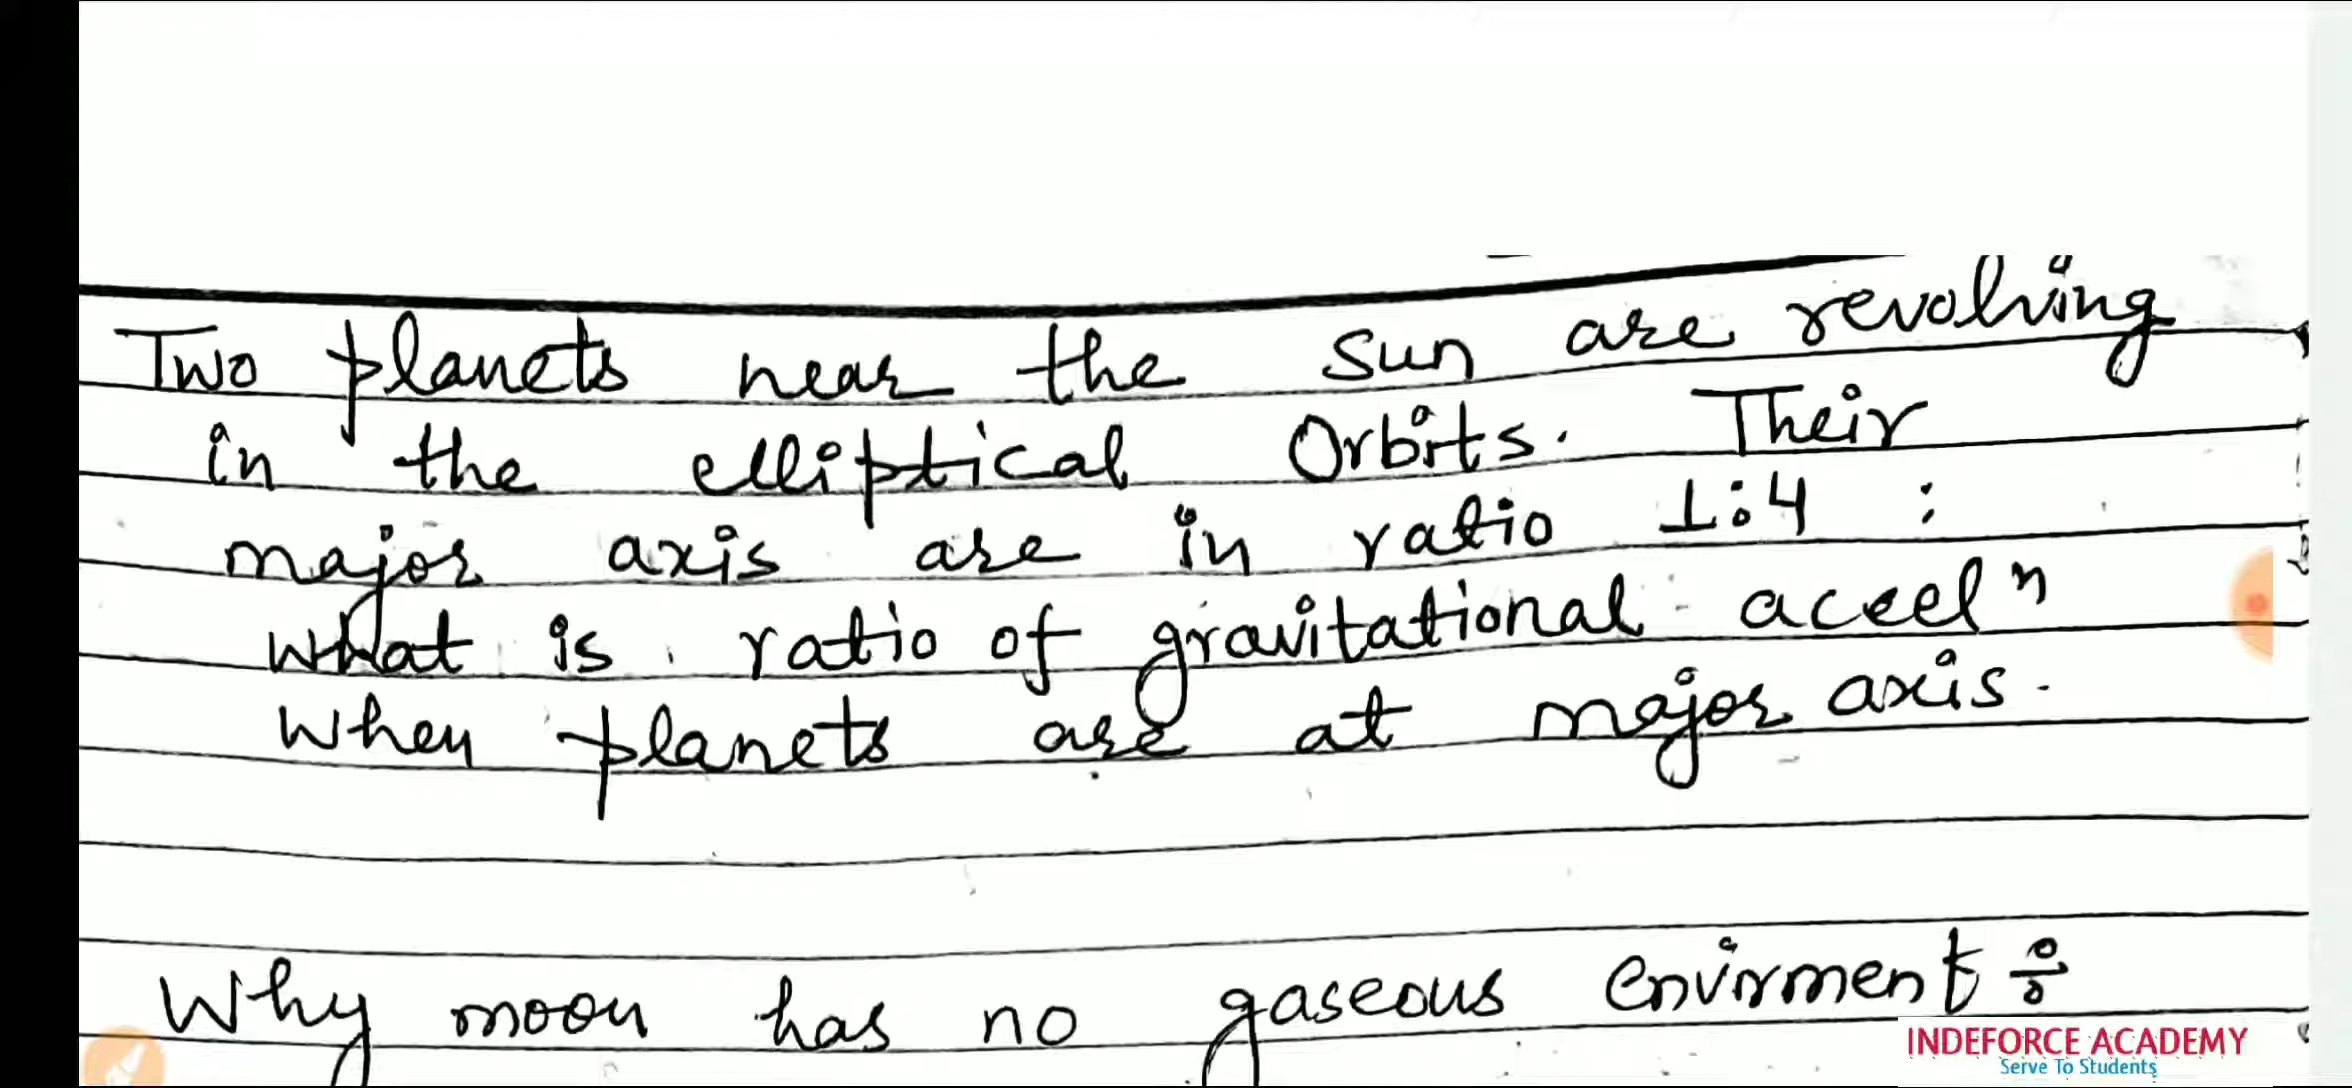 Two planets near the sun are revolving
in the elliptical Orbits. Their
major axis are in ratio 1:4 :
what is ratio of gravitational acceln
when planets are at major axis.
Why moon has no gaseous envirment ?
INDEFORCE ACADEMY
Serve To Students